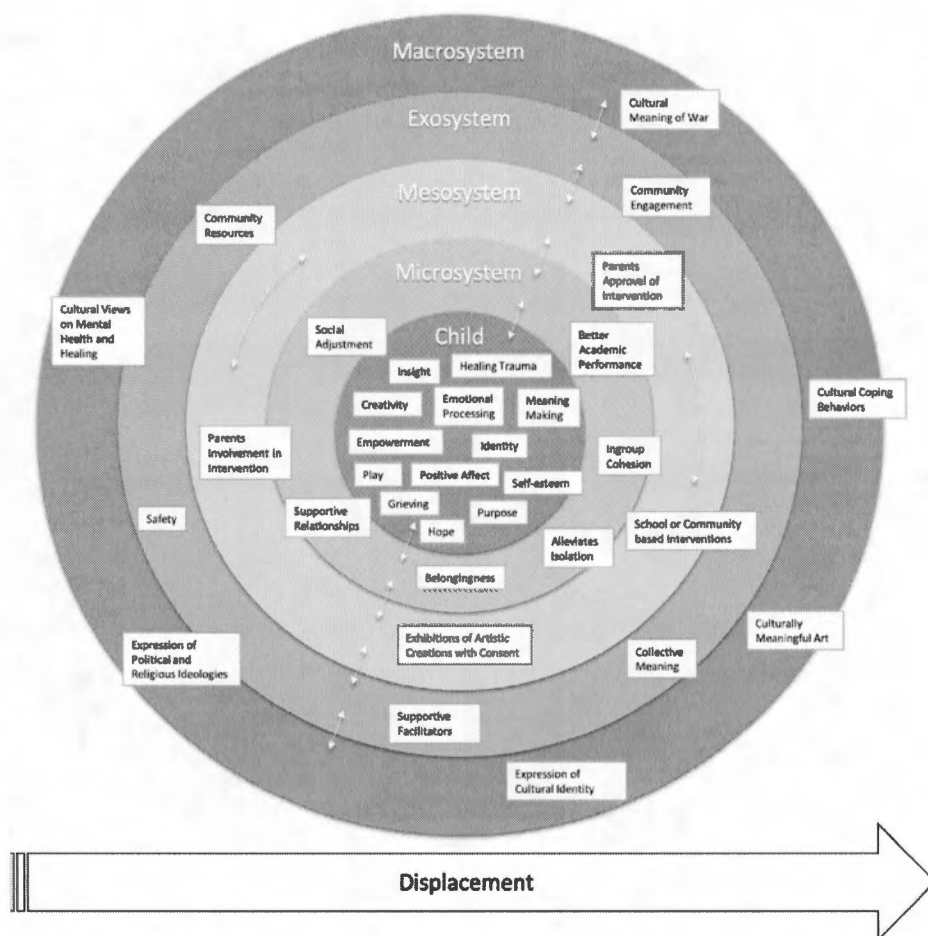 Macrosystem
Cultural
Meaning of War
Exosystem
Mesosystem
Community
Engagement
Community
Resources
Microsystem
Parents
Approval of
Intervention
Cultural Views
on Mental
Health and
Healing
Social
Adjustment
Child
Better
Academic
Performance
Insight
Healing Trauma
Cultural Coping
Behaviors
Creativity
Emotional
Processing
Meaning
Making
Parents
Involvement in
Intervention
Empowerment
Identity
Ingroup
Cohesion
Play
Positive Affect
Self-esteem
Grieving
Purpose
Supportive
Relationships
Safety
Hope
School or Community
based Interventions
Alleviates
Isolation
Belongingness
Culturally
Meaningful Art
Exhibitions of Artistic
Creations with Consent
Expression of
Political and
Religious Ideologies
Collective
Meaning
Supportive
Facilitators
Expression of
Cultural Identity
Displacement